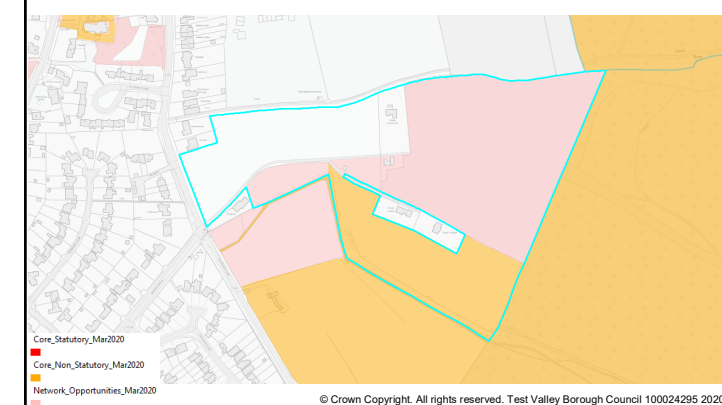 Core_Statutory_Mar2020
Core_Non_Statutory_Mar2020
Network_Opportunities_Mar2020
© Crown Copyright. All rights reserved. Test Valley Borough Council 100024295 2020